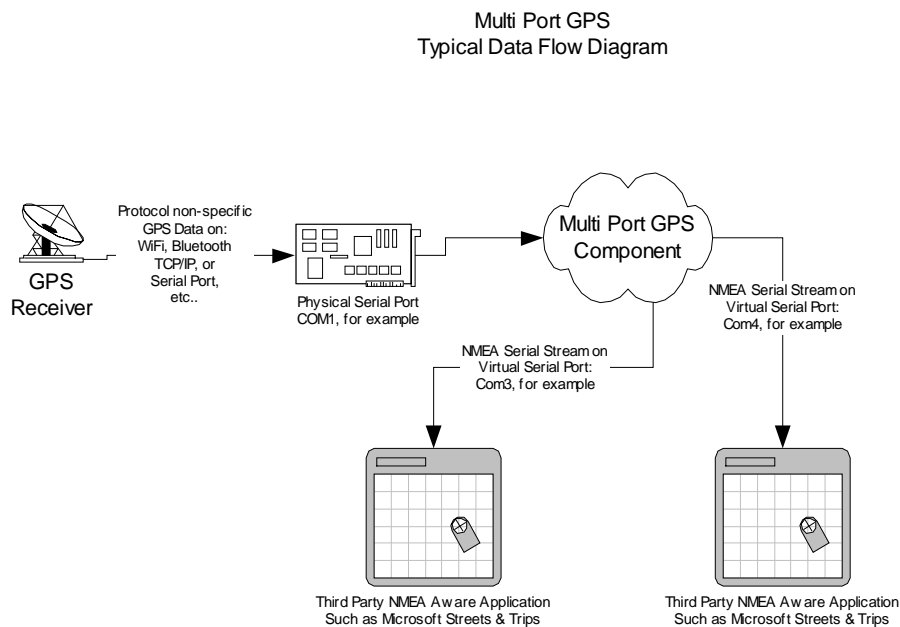 Multi Port GPS
Typical Data Flow Diagram
Protocol non-specific
GPS Data on:
WiFi, Bluetooth
TCP/IP, or
Serial Port,
etc..
GPS
Receiver
Physical Serial Port
COM1, for example
Multi Port GPS
Component
NMEA Serial Stream on
Virtual Serial Port:
Com4, for example
NMEA Serial Stream on
Virtual Serial Port:
Com3, for example
Third Party NMEA Aware Application
Such as Microsoft Streets & Trips
Third Party NMEA Aware Application
Such as Microsoft Streets & Trips